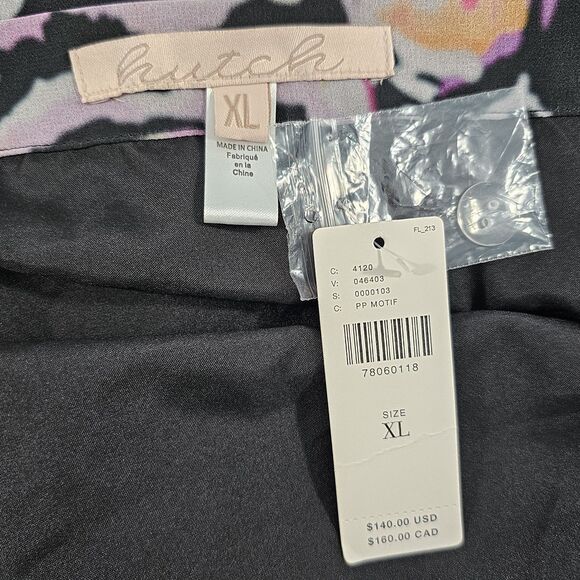 hutch
XL
MADE IN CHINA
Fabriqué
en la
Chine
FL_213
C: 4120
V: 046403
S: 0000103
C: PP MOTIF
78060118
SIZE
XL
$140.00 USD
$160.00 CAD